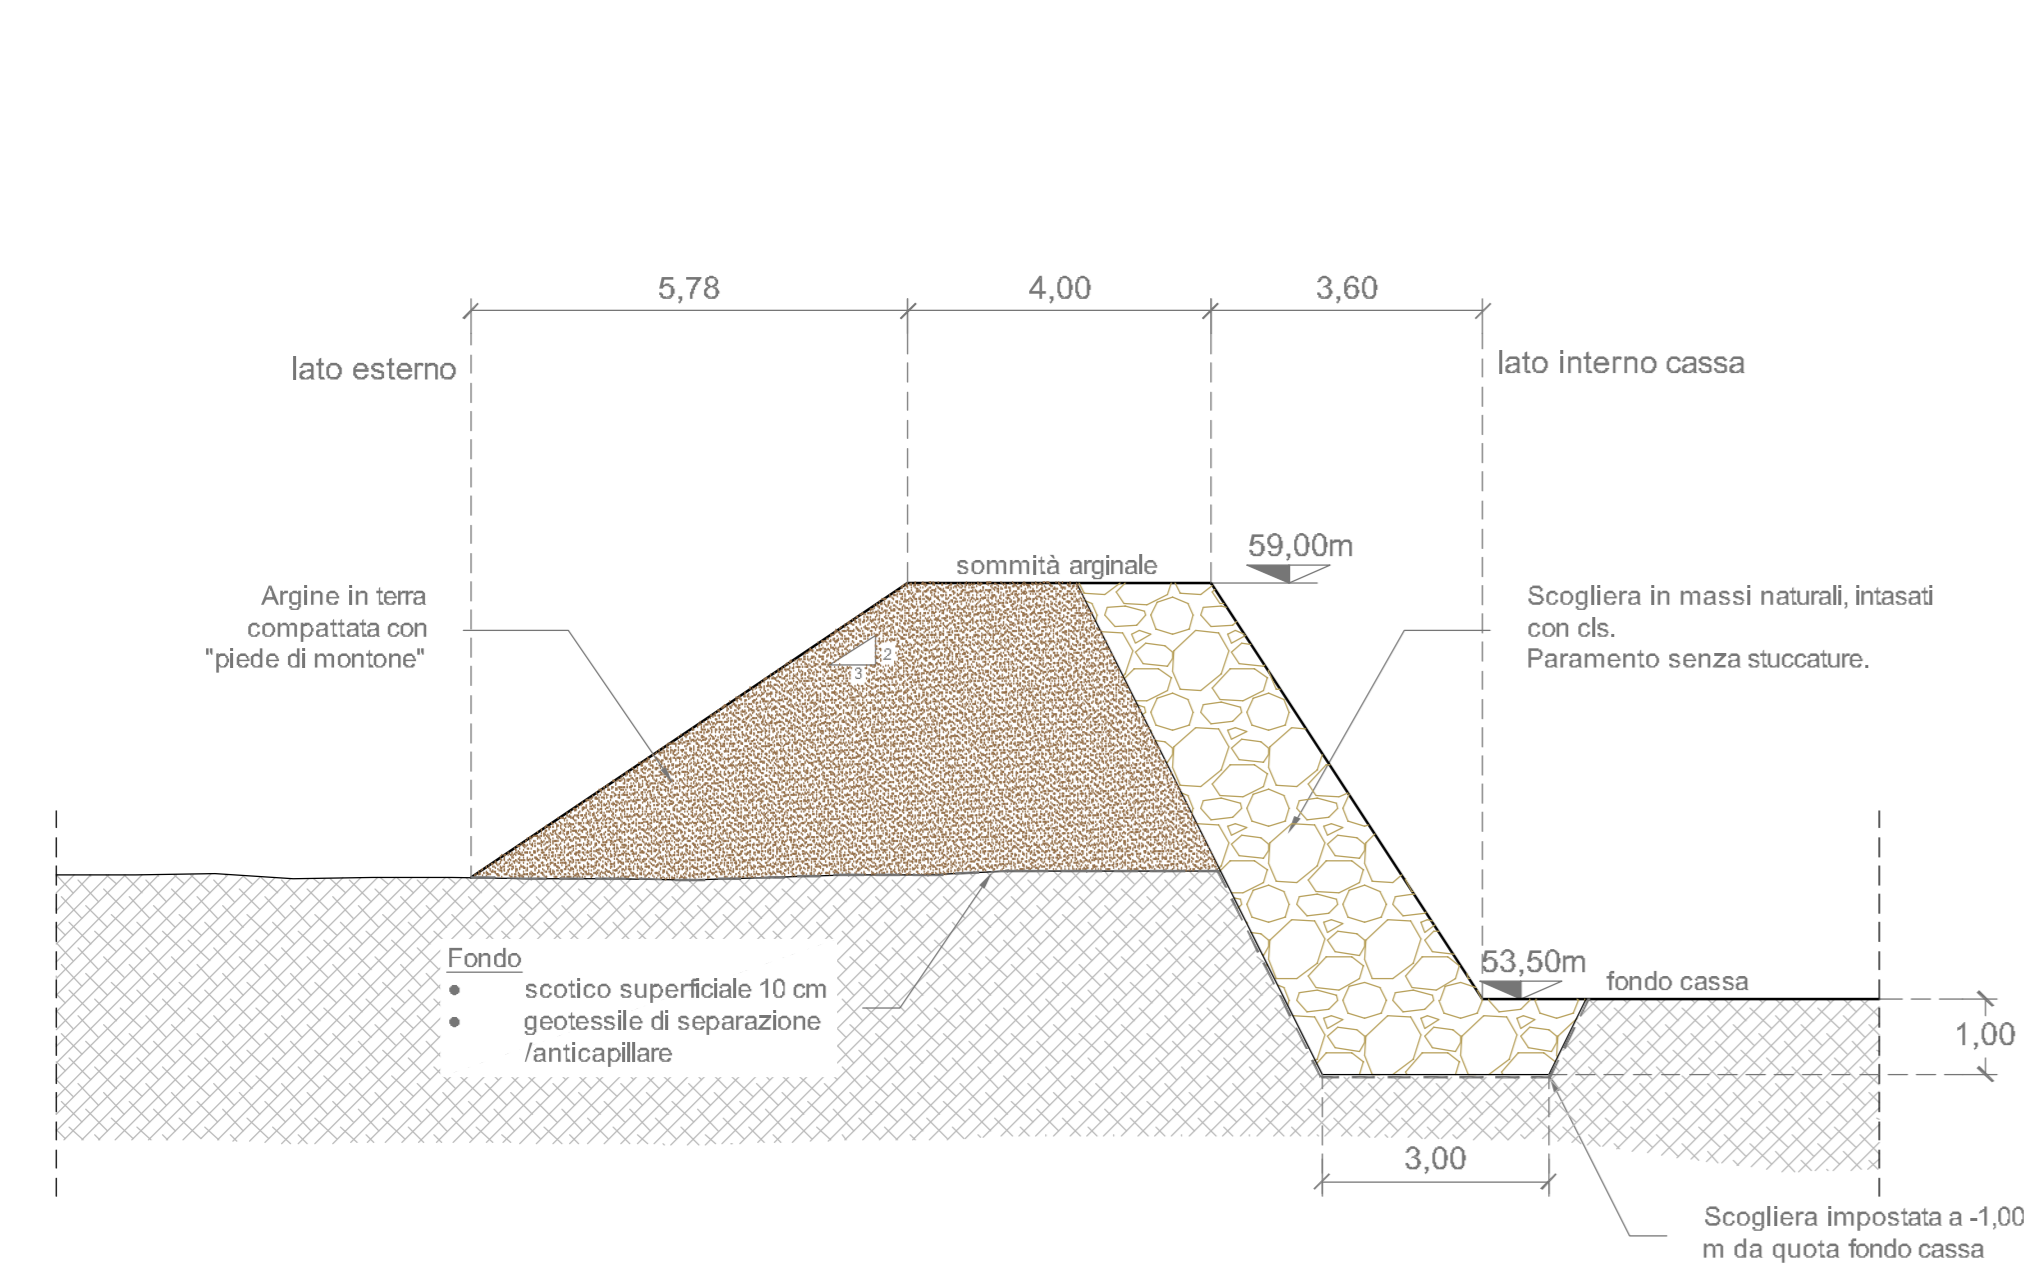 5,78
4,00
3,60
lato esterno
lato interno cassa
59,00m
sommità arginale
Argine in terra
compattata con
"piede di montone"
2
3
Scogliera in massi naturali, intasati
con cls.
Paramento senza stuccature.
Fondo
• scotico superficiale 10 cm
• geotessile di separazione
/anticapillare
53,50m
fondo cassa
1,00
3,00
Scogliera impostata a -1,00
m da quota fondo cassa